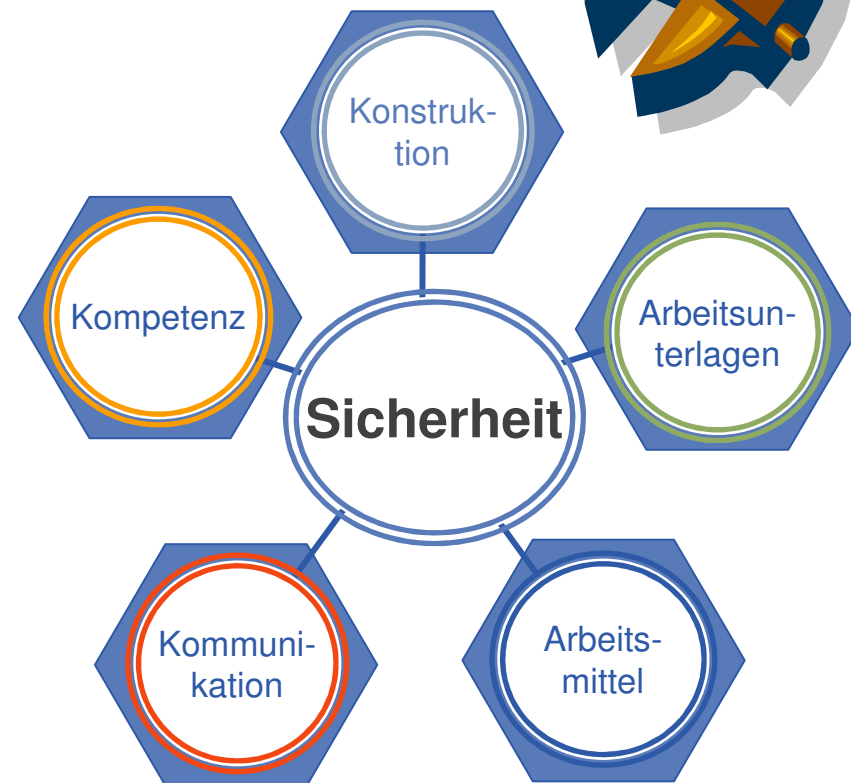 Konstruk-
tion
Kompetenz
Arbeitsun-
terlagen
Sicherheit
Kommuni-
kation
Arbeits-
mittel